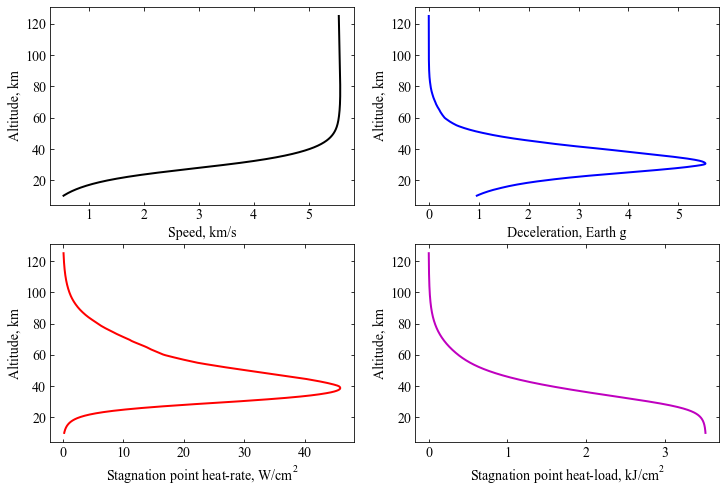 120
100
80
60
40
20
Altitude, km
1 2 3 4 5
Speed, km/s
120
100
80
60
40
20
Altitude, km
0 1 2 3 4 5
Deceleration, Earth g
120
100
80
60
40
20
Altitude, km
0 10 20 30 40
Stagnation point heat-rate, W/cm²
120
100
80
60
40
20
Altitude, km
0 1 2 3
Stagnation point heat-load, kJ/cm²